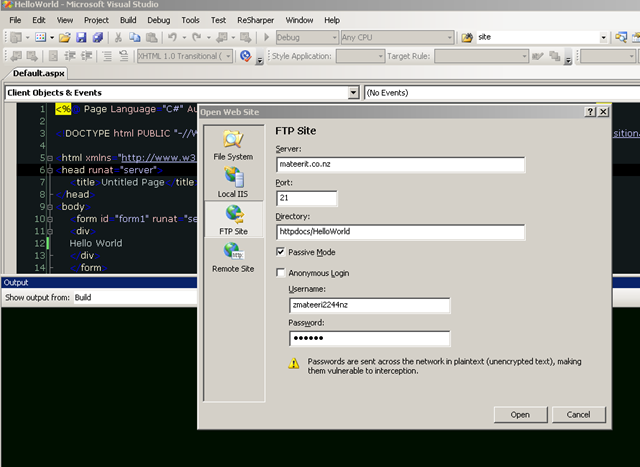 HelloWorld - Microsoft Visual Studio
File Edit View Project Build Debug Tools Test ReSharper Window Help
Debug Any CPU site
XHTML 1.0 Transitional ( Style Application: Target Rule:
Default.aspx
Client Objects & Events (No Events)
1 <% Page Language="C#" Au
2
3 DOCTYPE html PUBLIC "-//W sition
4
5 html xmlns="http://www.w3
6 <head runat="server">
7 title Untitled Page title
8 head>
9 <body>
10 form id="form1" runat="se
11 div>
12 Hello World
13 </div>
14 </form>
Output
Show output from: Build
Open Web Site
File System
Local IIS
FTP Site
Remote Site
FTP Site
Server:
mateerit.co.nz
Port:
21
Directory:
httpdocs/HelloWorld
Passive Mode
Anonymous Login
Username:
zmateeri2244nz
Password:
●●●●●●
Passwords are sent across the network in plaintext (unencrypted text), making
them vulnerable to interception.
Open Cancel